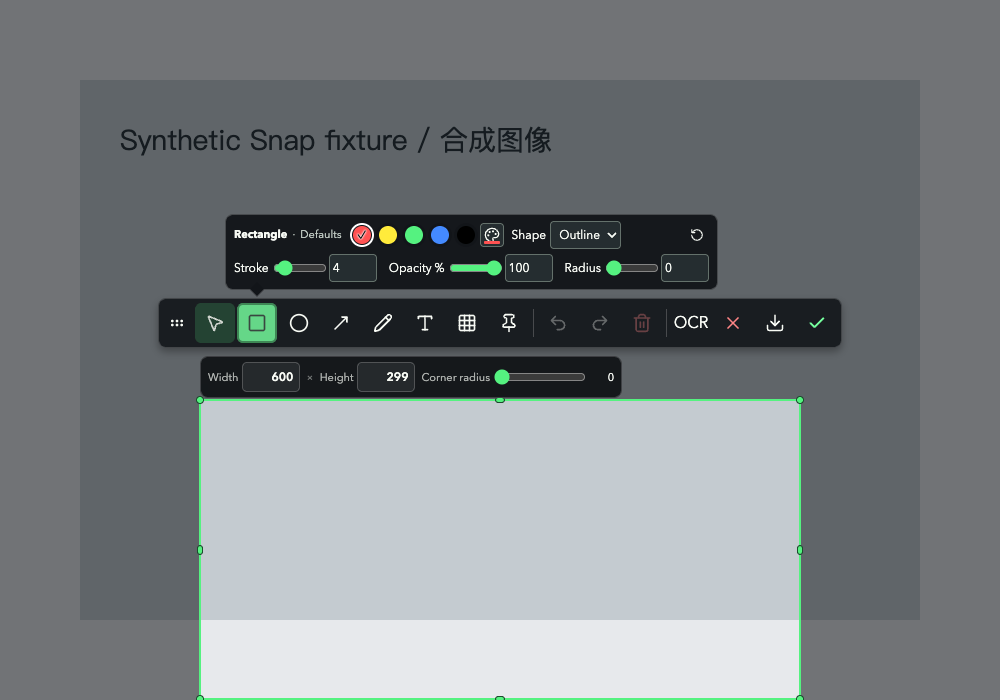 Synthetic Snap fixture / 合成图像
Rectangle · Defaults Shape Outline
Stroke 4 Opacity % 100 Radius 0
OCR
Width 600 × Height 299 Corner radius 0